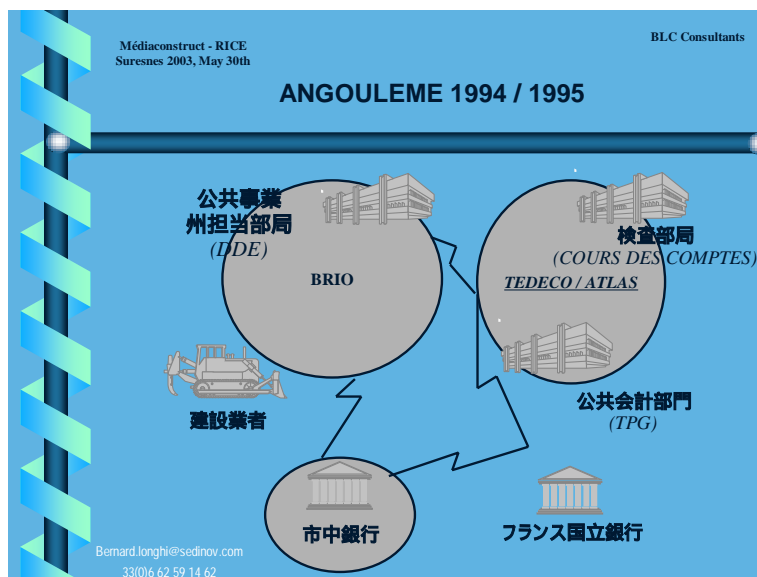 Médiaconstruct - RICE
Suresnes 2003, May 30th
BLC Consultants
ANGOULEME 1994 / 1995
公共事業
州担当部局
(DDE)
BRIO
検査部局
(COURS DES COMPTES)
TEDECO / ATLAS
建設業者
公共会計部門
(TPG)
市中銀行
フランス国立銀行
Bernard.longhi@sedinov.com
33(0)6 62 59 14 62